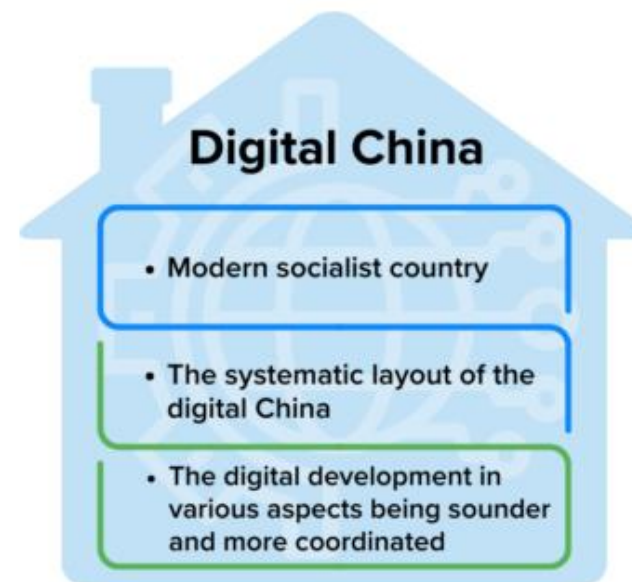 Digital China
• Modern socialist country
• The systematic layout of the
digital China
• The digital development in
various aspects being sounder
and more coordinated